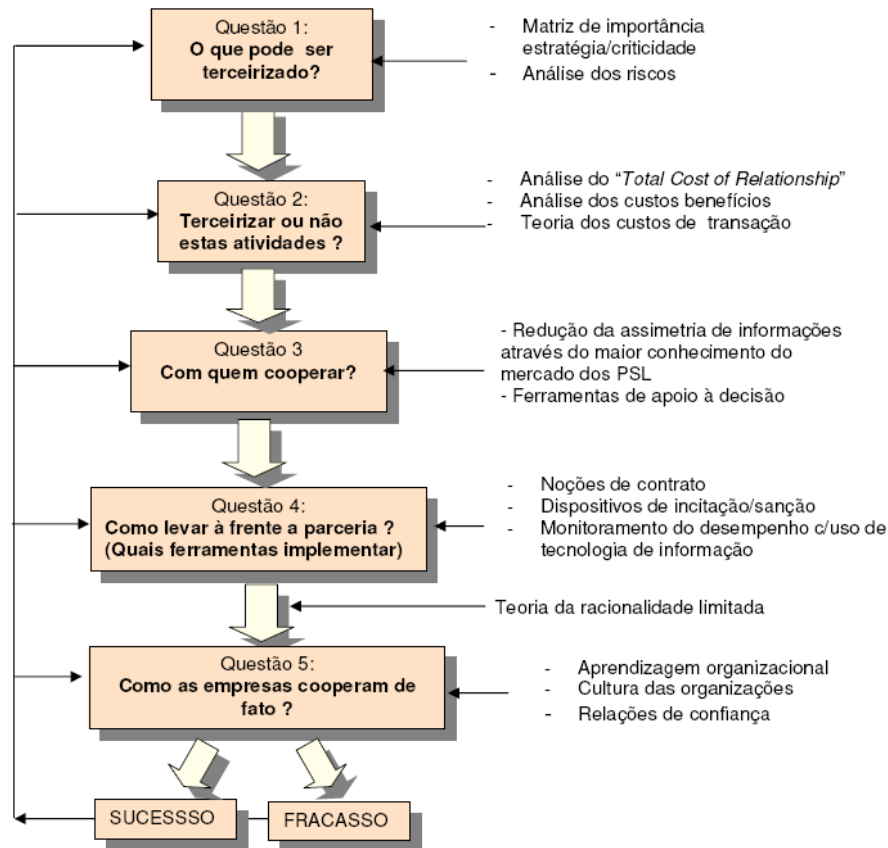 Questão 1:
O que pode ser
terceirizado?
- Matriz de importância
estratégia/criticidade
- Análise dos riscos
Questão 2:
Terceirizar ou não
estas atividades ?
- Análise do “Total Cost of Relationship”
- Análise dos custos benefícios
- Teoria dos custos de transação
Questão 3
Com quem cooperar?
- Redução da assimetria de informações
através do maior conhecimento do
mercado dos PSL
- Ferramentas de apoio à decisão
Questão 4:
Como levar à frente a parceria ?
(Quais ferramentas implementar)
- Noções de contrato
- Dispositivos de incitação/sanção
- Monitoramento do desempenho c/uso de
tecnologia de informação
Teoria da racionalidade limitada
Questão 5:
Como as empresas cooperam de
fato ?
- Aprendizagem organizacional
- Cultura das organizações
- Relações de confiança
SUCESSSO
FRACASSO